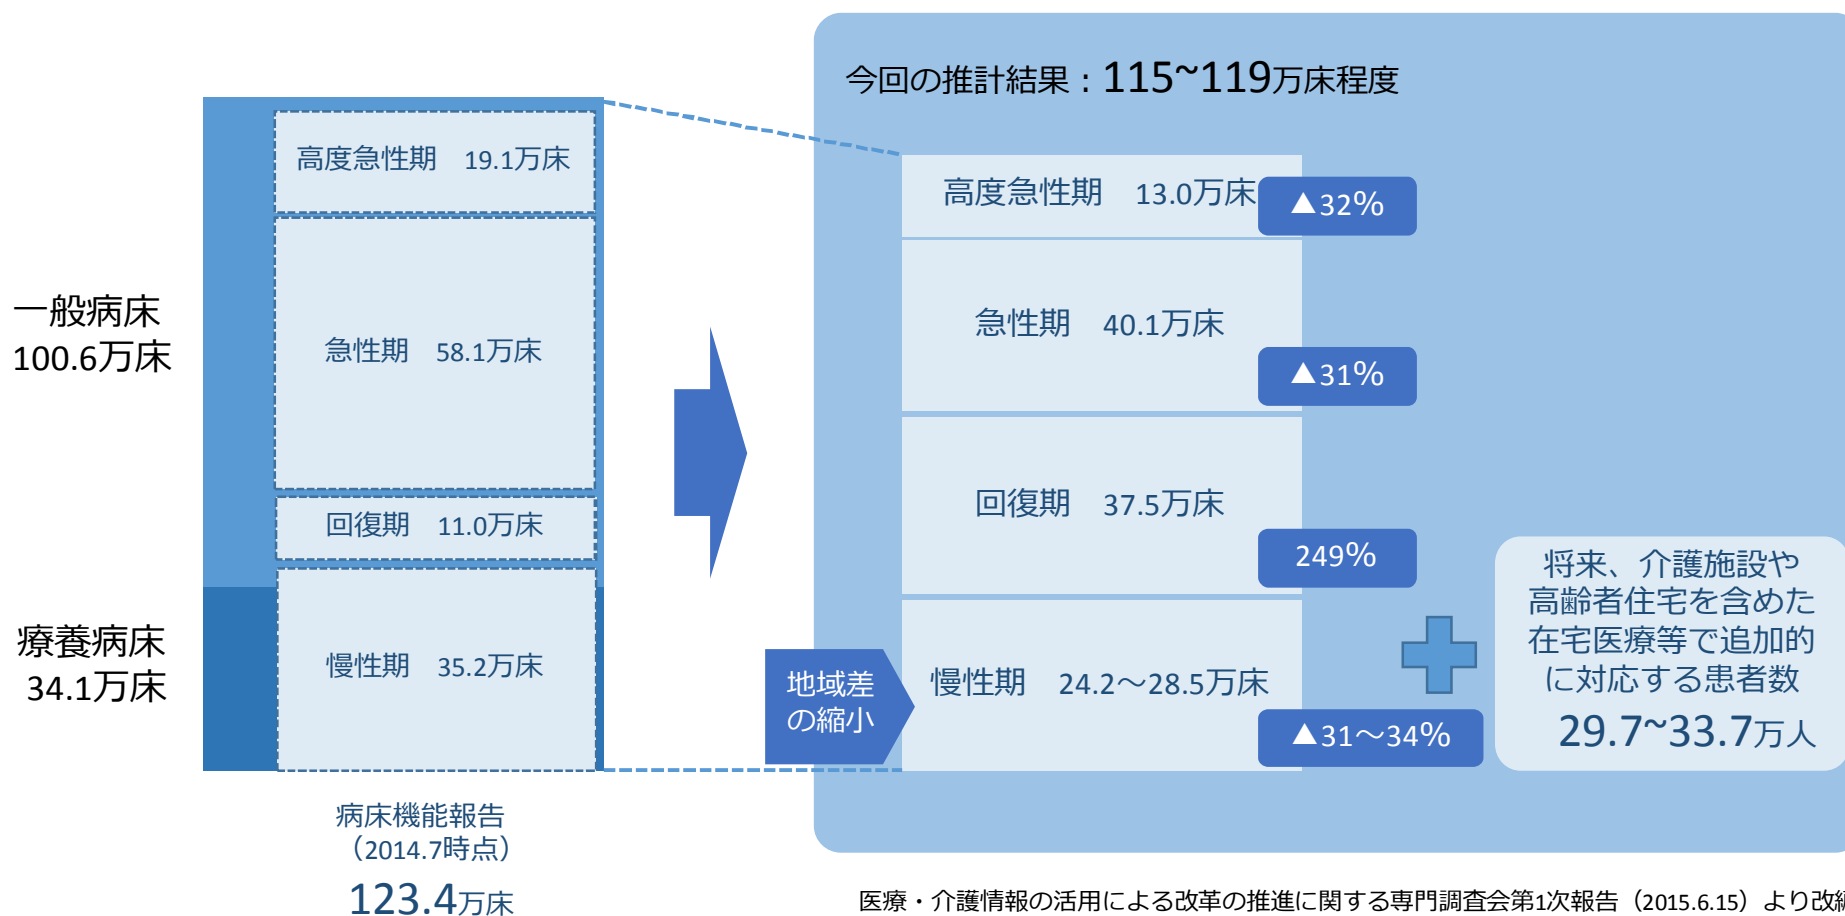 今回の推計結果：115~119万床程度
高度急性期　19.1万床
急性期　58.1万床
回復期　11.0万床
慢性期　35.2万床
一般病床
100.6万床
療養病床
34.1万床
病床機能報告
（2014.7時点）
123.4万床
高度急性期　13.0万床
▲32%
急性期　40.1万床
▲31%
回復期　37.5万床
249%
地域差
の縮小
慢性期　24.2～28.5万床
▲31～34%
将来、介護施設や
高齢者住宅を含めた
在宅医療等で追加的
に対応する患者数
29.7~33.7万人
医療・介護情報の活用による改革の推進に関する専門調査会第1次報告（2015.6.15）より改